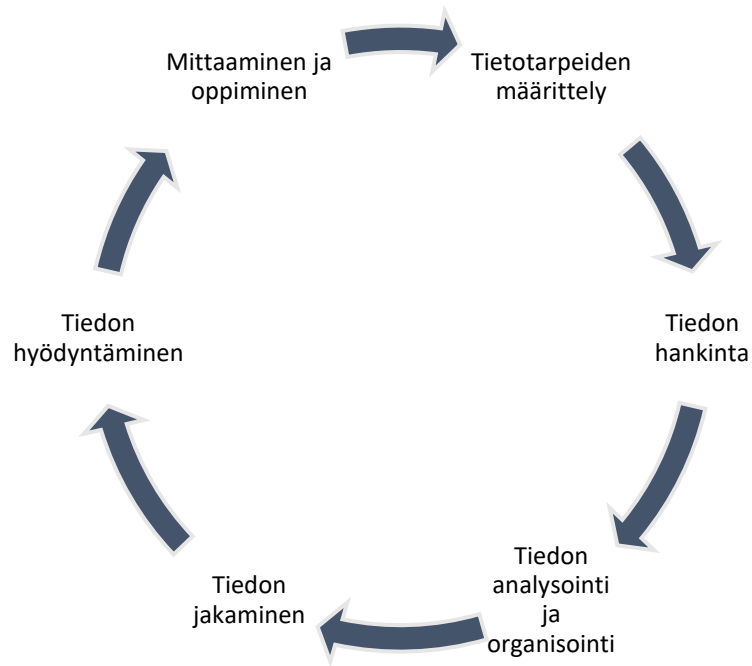 Mittaaminen ja
oppiminen
Tietotarpeiden
määrittely
Tiedon
hankinta
Tiedon
analysointi
ja
organisointi
Tiedon
jakaminen
Tiedon
hyödyntäminen